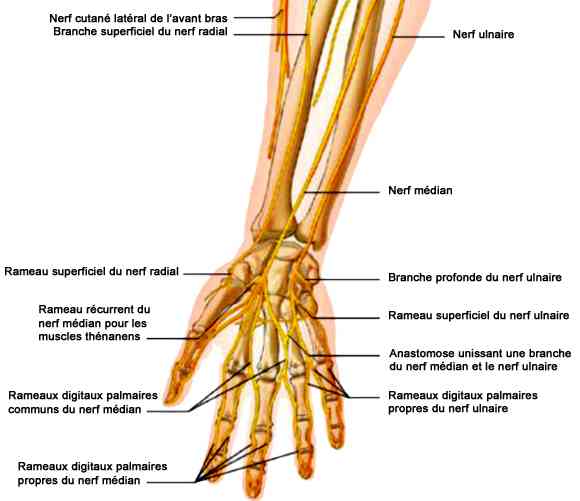 Nerf cutané latéral de l'avant bras
Branche superficiel du nerf radial
Nerf ulnaire
Nerf médian
Rameau superficiel du nerf radial
Branche profonde du nerf ulnaire
Rameau récurrent du
nerf médian pour les
muscles thénanens
Rameau superficiel du nerf ulnaire
Anastomose unissant une branche
du nerf médian et le nerf ulnaire
Rameaux digitaux palmaires
communs du nerf médian
Rameaux digitaux palmaires
propres du nerf ulnaire
Rameaux digitaux palmaires
propres du nerf médian